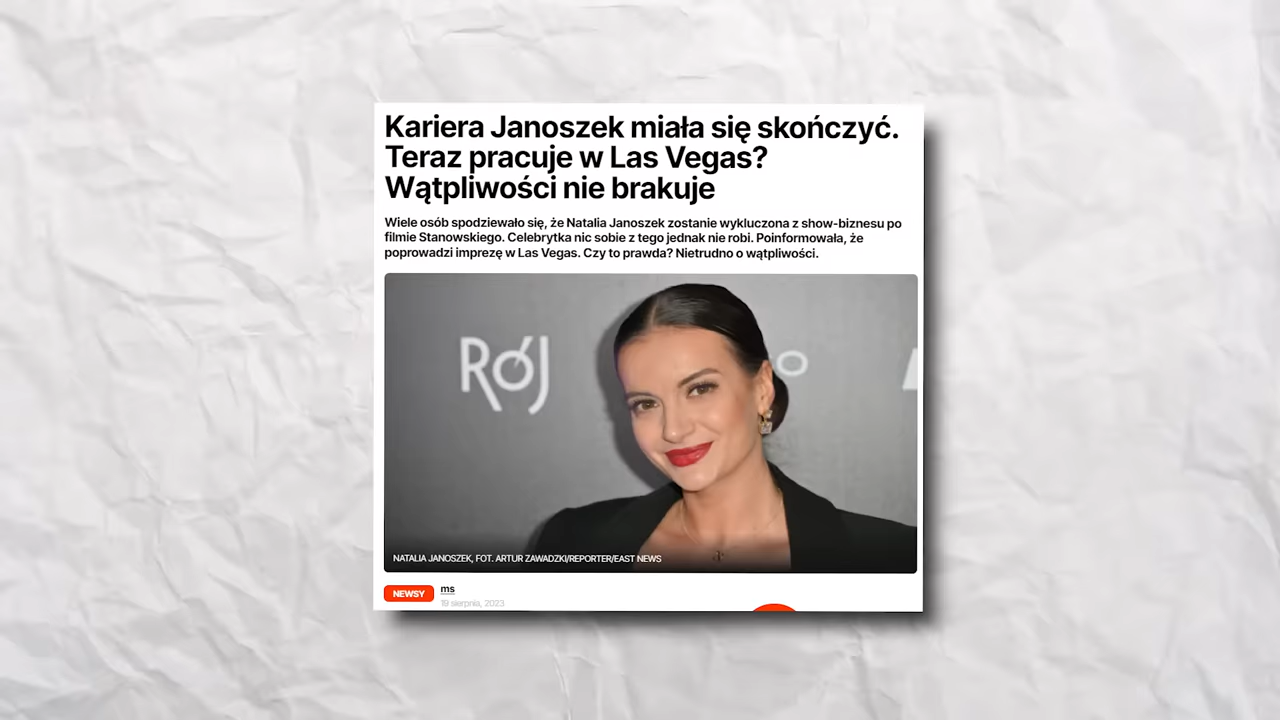 Kariera Janoszek miała się skończyć.
Teraz pracuje w Las Vegas?
Wątpliwości nie brakuje
Wiele osób spodziewało się, że Natalia Janoszek zostanie wykluczona z show-biznesu po
filmie Stanowskiego. Celebrytka nic sobie z tego jednak nie robi. Poinformowała, że
poprowadzi imprezę w Las Vegas. Czy to prawda? Nietrudno o wątpliwości.
RÓJ
NATALIA JANOSZEK, FOT. ARTUR ZAWADZKI/REPORTER/EAST NEWS
NEWSY
ms
19 sierpnia, 2023